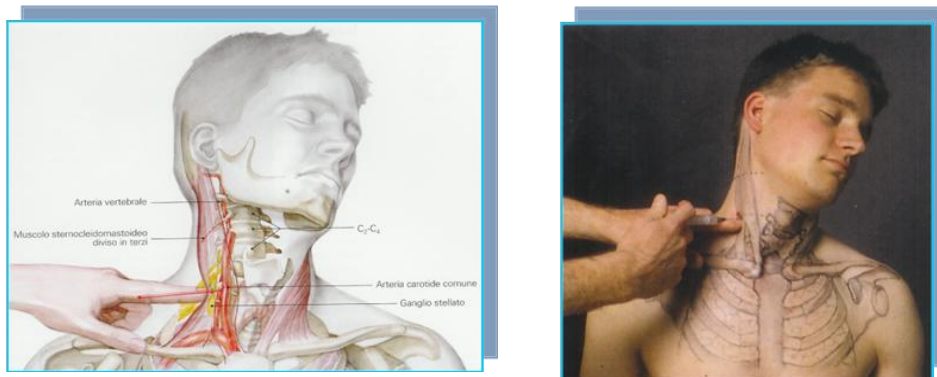 Arteria vertebrale
Muscolo sternocleidomastoideo
diviso in terzi
C₂-C₄
Arteria carotide comune
Ganglio stellato